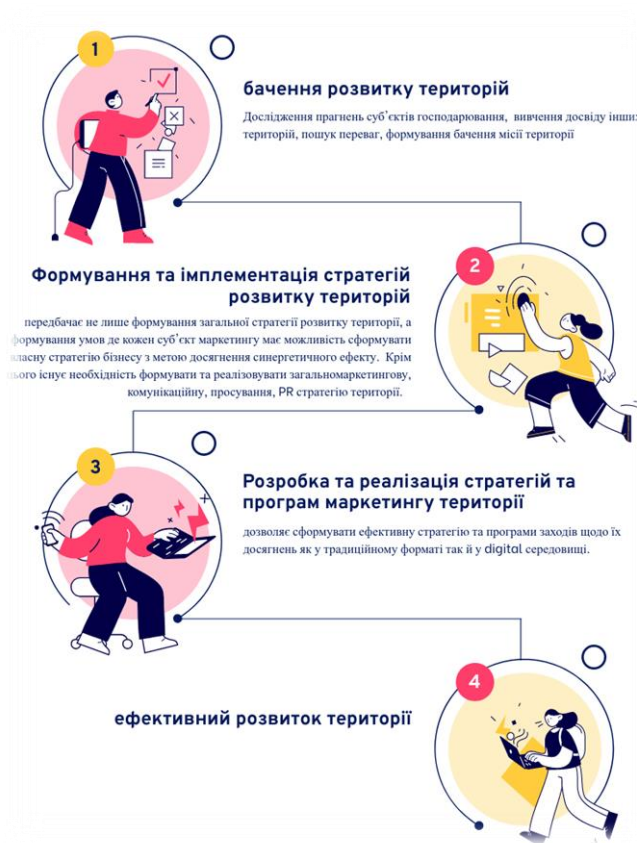 1
бачення розвитку територій
Дослідження прагнень суб’єктів господарювання, вивчення досвіду інших
територій, пошук переваг, формування бачення місії території
2
Формування та імплементація стратегій
розвитку територій
передбачає не лише формування загальної стратегії розвитку території, а
формування умов де кожен суб’єкт маркетингу має можливість сформувати
власну стратегію бізнесу з метою досягнення синергетичного ефекту. Крім
цього існує необхідність формувати та реалізовувати загальномаркетингову,
комунікаційну, просування, PR стратегію території.
3
Розробка та реалізація стратегій та
програм маркетингу території
дозволяє сформувати ефективну стратегію та програми заходів щодо їх
досягнень як у традиційному форматі так й у digital середовищі.
4
ефективний розвиток території